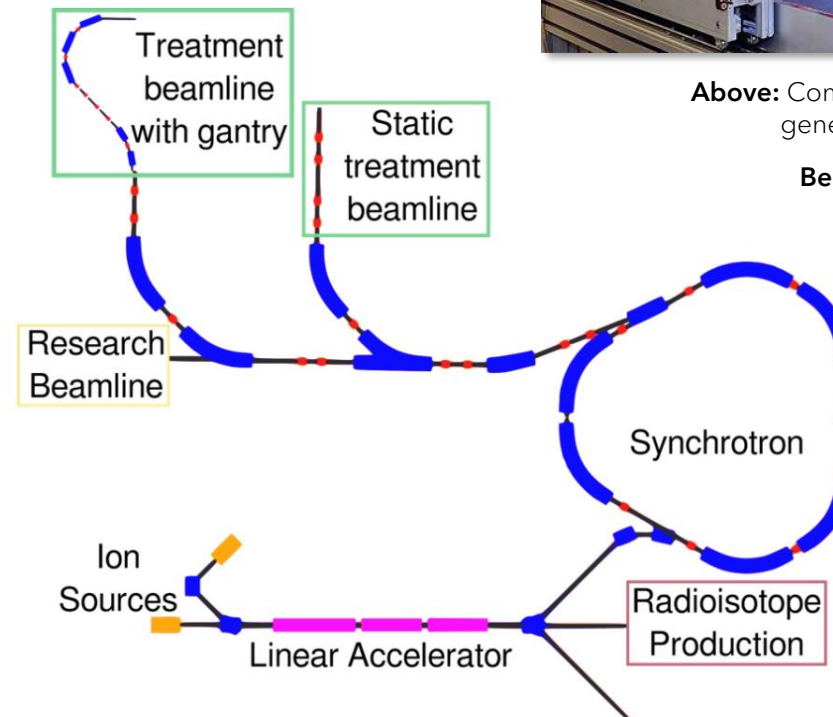 Treatment
beamline
with gantry
Static
treatment
beamline
Above: Con
gene
Be
Research
Beamline
Synchrotron
Ion
Sources
Linear Accelerator
Radioisotope
Production